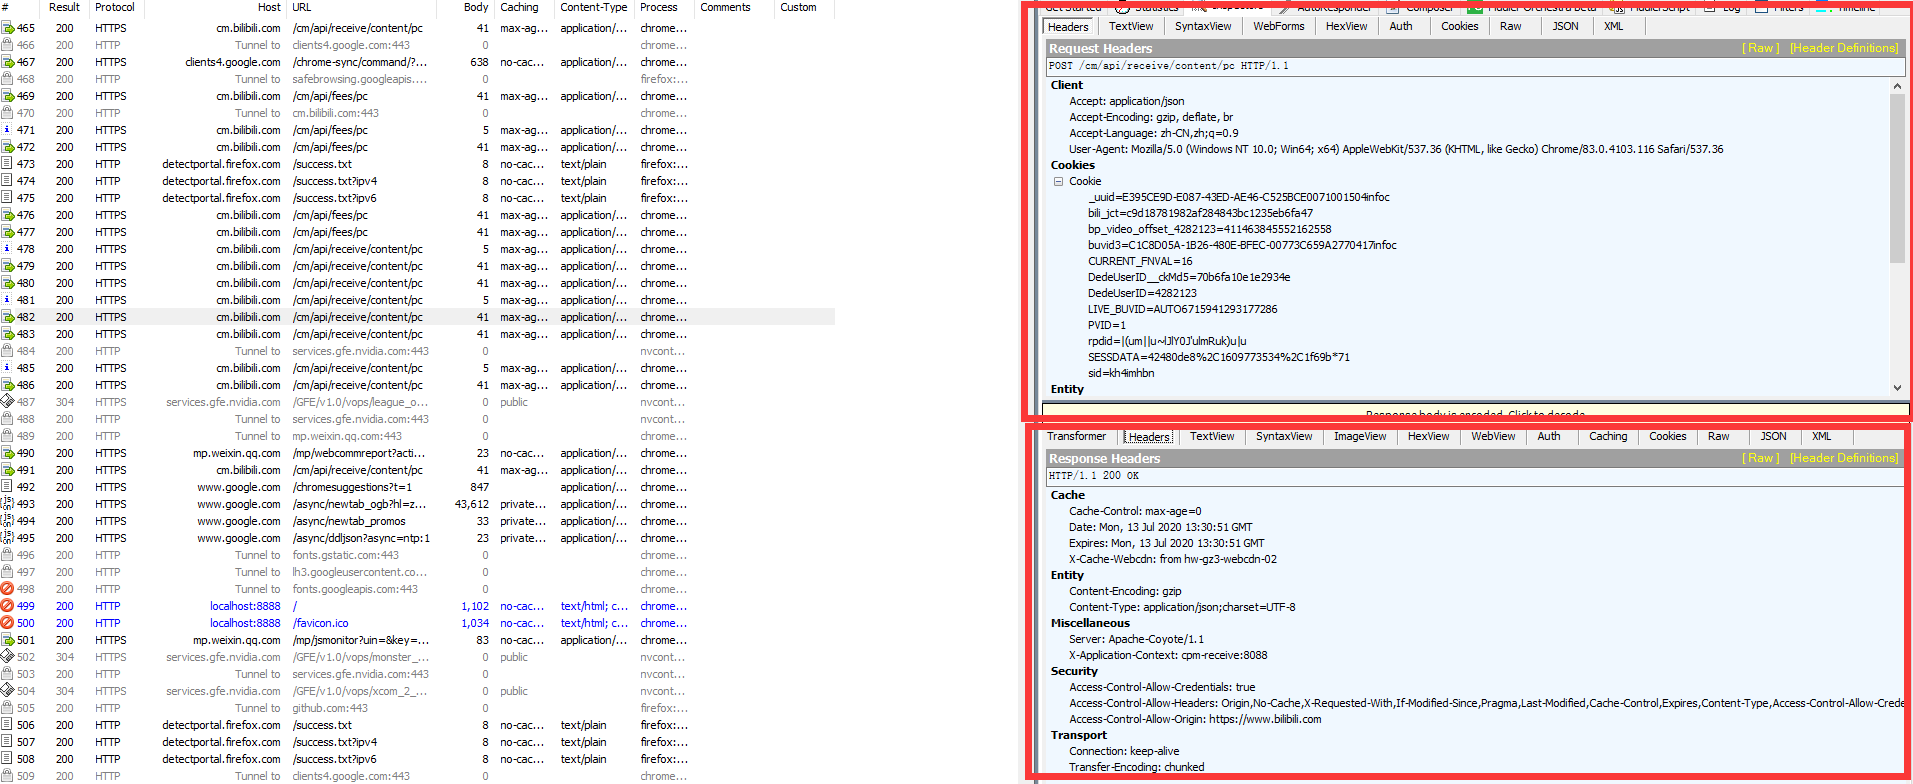 # Result Protocol Host URL Body Caching Content-Type Process Comments Custom
465 200 HTTPS cm.bilibili.com /cm/api/receive/content/pc 41 max-ag... application/... chrome...
466 200 HTTP Tunnel to clients4.google.com:443 0 chrome...
467 200 HTTPS clients4.google.com /chrome-sync/command/?... 638 no-cac... application/... chrome...
468 200 HTTP Tunnel to safebrowsing.googleapis.... 0 firefox:...
469 200 HTTPS cm.bilibili.com /cm/api/fees/pc 41 max-ag... application/... chrome...
470 200 HTTP Tunnel to cm.bilibili.com:443 0 chrome...
471 200 HTTPS cm.bilibili.com /cm/api/fees/pc 5 max-ag... application/... chrome...
472 200 HTTPS cm.bilibili.com /cm/api/fees/pc 41 max-ag... application/... chrome...
473 200 HTTP detectportal.firefox.com /success.txt 8 no-cac... text/plain firefox:...
474 200 HTTP detectportal.firefox.com /success.txt?ipv4 8 no-cac... text/plain firefox:...
475 200 HTTP detectportal.firefox.com /success.txt?ipv6 8 no-cac... text/plain firefox:...
476 200 HTTPS cm.bilibili.com /cm/api/fees/pc 41 max-ag... application/... chrome...
477 200 HTTPS cm.bilibili.com /cm/api/fees/pc 41 max-ag... application/... chrome...
478 200 HTTPS cm.bilibili.com /cm/api/receive/content/pc 5 max-ag... application/... chrome...
479 200 HTTPS cm.bilibili.com /cm/api/receive/content/pc 41 max-ag... application/... chrome...
480 200 HTTPS cm.bilibili.com /cm/api/receive/content/pc 41 max-ag... application/... chrome...
481 200 HTTPS cm.bilibili.com /cm/api/receive/content/pc 5 max-ag... application/... chrome...
482 200 HTTPS cm.bilibili.com /cm/api/receive/content/pc 41 max-ag... application/... chrome...
483 200 HTTPS cm.bilibili.com /cm/api/receive/content/pc 41 max-ag... application/... chrome...
484 200 HTTP Tunnel to services.gfe.nvidia.com:443 0 nvcont...
485 200 HTTPS cm.bilibili.com /cm/api/receive/content/pc 5 max-ag... application/... chrome...
486 200 HTTPS cm.bilibili.com /cm/api/receive/content/pc 41 max-ag... application/... chrome...
487 304 HTTPS services.gfe.nvidia.com /GFE/v1.0/vops/league_o... 0 public nvcont...
488 200 HTTP Tunnel to services.gfe.nvidia.com:443 0 nvcont...
489 200 HTTP Tunnel to mp.weixin.qq.com:443 0 chrome...
490 200 HTTPS mp.weixin.qq.com /mp/webcommreport?acti... 23 no-cac... application/... chrome...
491 200 HTTPS cm.bilibili.com /cm/api/receive/content/pc 41 max-ag... application/... chrome...
492 200 HTTPS www.google.com /chromesuggestions?t=1 847 application/... chrome...
493 200 HTTPS www.google.com /async/newtab_ogb?hl=z... 43,612 private... application/... chrome...
494 200 HTTPS www.google.com /async/newtab_promos 33 private... application/... chrome...
495 200 HTTPS www.google.com /async/ddljson?async=ntp:1 23 private... application/... chrome...
496 200 HTTP Tunnel to fonts.gstatic.com:443 0 chrome...
497 200 HTTP Tunnel to lh3.googleusercontent.co... 0 chrome...
498 200 HTTP Tunnel to fonts.googleapis.com:443 0 chrome...
499 200 HTTP localhost:8888 / 1,102 no-cac... text/html; c... chrome...
500 200 HTTP localhost:8888 /favicon.ico 1,034 no-cac... text/html; c... chrome...
501 200 HTTPS mp.weixin.qq.com /mp/jsmonitor?uin=&key=... 83 no-cac... application/... chrome...
502 304 HTTPS services.gfe.nvidia.com /GFE/v1.0/vops/monster_... 0 public nvcont...
503 200 HTTP Tunnel to services.gfe.nvidia.com:443 0 nvcont...
504 304 HTTPS services.gfe.nvidia.com /GFE/v1.0/vops/xcom_2_... 0 public nvcont...
505 200 HTTP Tunnel to github.com:443 0 chrome...
506 200 HTTP detectportal.firefox.com /success.txt 8 no-cac... text/plain firefox:...
507 200 HTTP detectportal.firefox.com /success.txt?ipv4 8 no-cac... text/plain firefox:...
508 200 HTTP detectportal.firefox.com /success.txt?ipv6 8 no-cac... text/plain firefox:...
509 200 HTTP Tunnel to clients4.google.com:443 0 chrome...
Headers TextView SyntaxView WebForms HexView Auth Cookies Raw JSON XML
Request Headers [ Raw ] [Header Definitions]
POST /cm/api/receive/content/pc HTTP/1.1
Client
Accept: application/json
Accept-Encoding: gzip, deflate, br
Accept-Language: zh-CN,zh;q=0.9
User-Agent: Mozilla/5.0 (Windows NT 10.0; Win64; x64) AppleWebKit/537.36 (KHTML, like Gecko) Chrome/83.0.4103.116 Safari/537.36
Cookies
Cookie
_uuid=E395CE9D-E087-43ED-AE46-C525BCE0071001504infoc
bili_jct=c9d18781982af284843bc1235eb6fa47
bp_video_offset_4282123=411463845552162558
buvid3=C1C8D05A-1B26-480E-BFEC-00773C659A2770417infoc
CURRENT_FNVAL=16
DedeUserID__ckMd5=70b6fa10e1e2934e
DedeUserID=4282123
LIVE_BUVID=AUTO6715941293177286
PVID=1
rpdid=|(um||u~lJlY0J'ulmRuk)u|u
SESSDATA=42480de8%2C1609773534%2C1f69b*71
sid=kh4imhbn
Entity
Response body is encoded. Click to decode.
Transformer Headers TextView SyntaxView ImageView HexView WebView Auth Caching Cookies Raw JSON XML
Response Headers [ Raw ] [Header Definitions]
HTTP/1.1 200 OK
Cache
Cache-Control: max-age=0
Date: Mon, 13 Jul 2020 13:30:51 GMT
Expires: Mon, 13 Jul 2020 13:30:51 GMT
X-Cache-Webcdn: from hw-gz3-webcdn-02
Entity
Content-Encoding: gzip
Content-Type: application/json;charset=UTF-8
Miscellaneous
Server: Apache-Coyote/1.1
X-Application-Context: cpm-receive:8088
Security
Access-Control-Allow-Credentials: true
Access-Control-Allow-Headers: Origin,No-Cache,X-Requested-With,If-Modified-Since,Pragma,Last-Modified,Cache-Control,Expires,Content-Type,Access-Control-Allow-Crede
Access-Control-Allow-Origin: https://www.bilibili.com
Transport
Connection: keep-alive
Transfer-Encoding: chunked